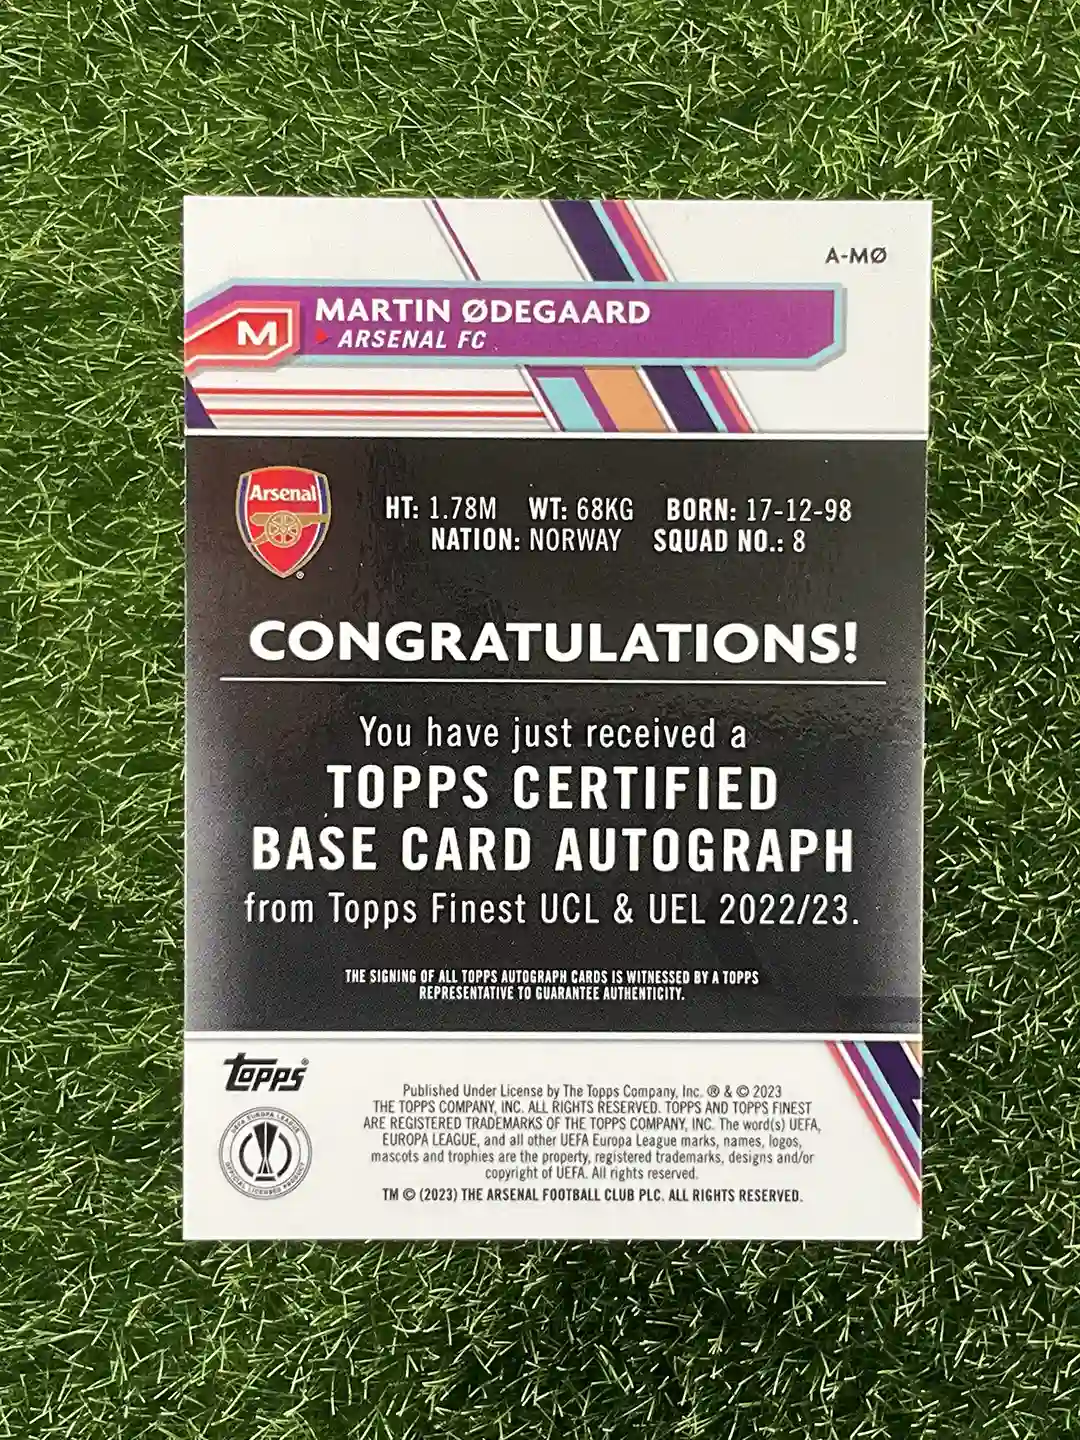 A-MØ
MARTIN ØDEGAARD
M
ARSENAL FC
Arsenal
HT: 1.78M WT: 68KG BORN: 17-12-98
NATION: NORWAY SQUAD NO.: 8
CONGRATULATIONS!
You have just received a
TOPPS CERTIFIED
BASE CARD AUTOGRAPH
from Topps Finest UCL & UEL 2022/23.
THE SIGNING OF ALL TOPPS AUTOGRAPH CARDS IS WITNESSED BY A TOPPS
REPRESENTATIVE TO GUARANTEE AUTHENTICITY.
topps®
UEFA EUROPA LEAGUE
OFFICIAL LICENSED PRODUCT
Published Under License by The Topps Company, Inc. ® & © 2023
THE TOPPS COMPANY, INC. ALL RIGHTS RESERVED. TOPPS AND TOPPS FINEST
ARE REGISTERED TRADEMARKS OF THE TOPPS COMPANY, INC. The word(s) UEFA,
EUROPA LEAGUE, and all other UEFA Europa League marks, names, logos,
mascots and trophies are the property, registered trademarks, designs and/or
copyright of UEFA. All rights reserved.
TM © (2023) THE ARSENAL FOOTBALL CLUB PLC. ALL RIGHTS RESERVED.